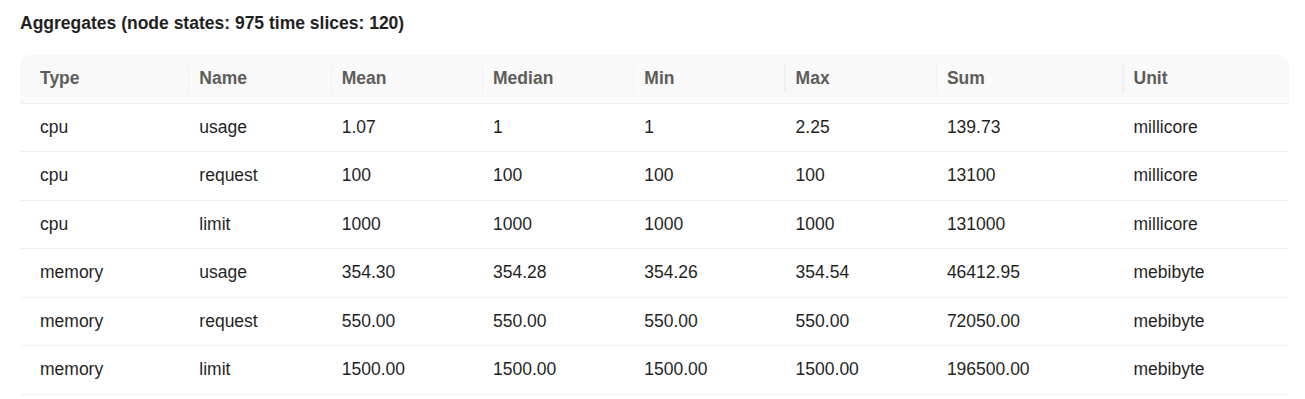 Aggregates (node states: 975 time slices: 120)
Type Name Mean Median Min Max Sum Unit
cpu usage 1.07 1 1 2.25 139.73 millicore
cpu request 100 100 100 100 13100 millicore
cpu limit 1000 1000 1000 1000 131000 millicore
memory usage 354.30 354.28 354.26 354.54 46412.95 mebibyte
memory request 550.00 550.00 550.00 550.00 72050.00 mebibyte
memory limit 1500.00 1500.00 1500.00 1500.00 196500.00 mebibyte